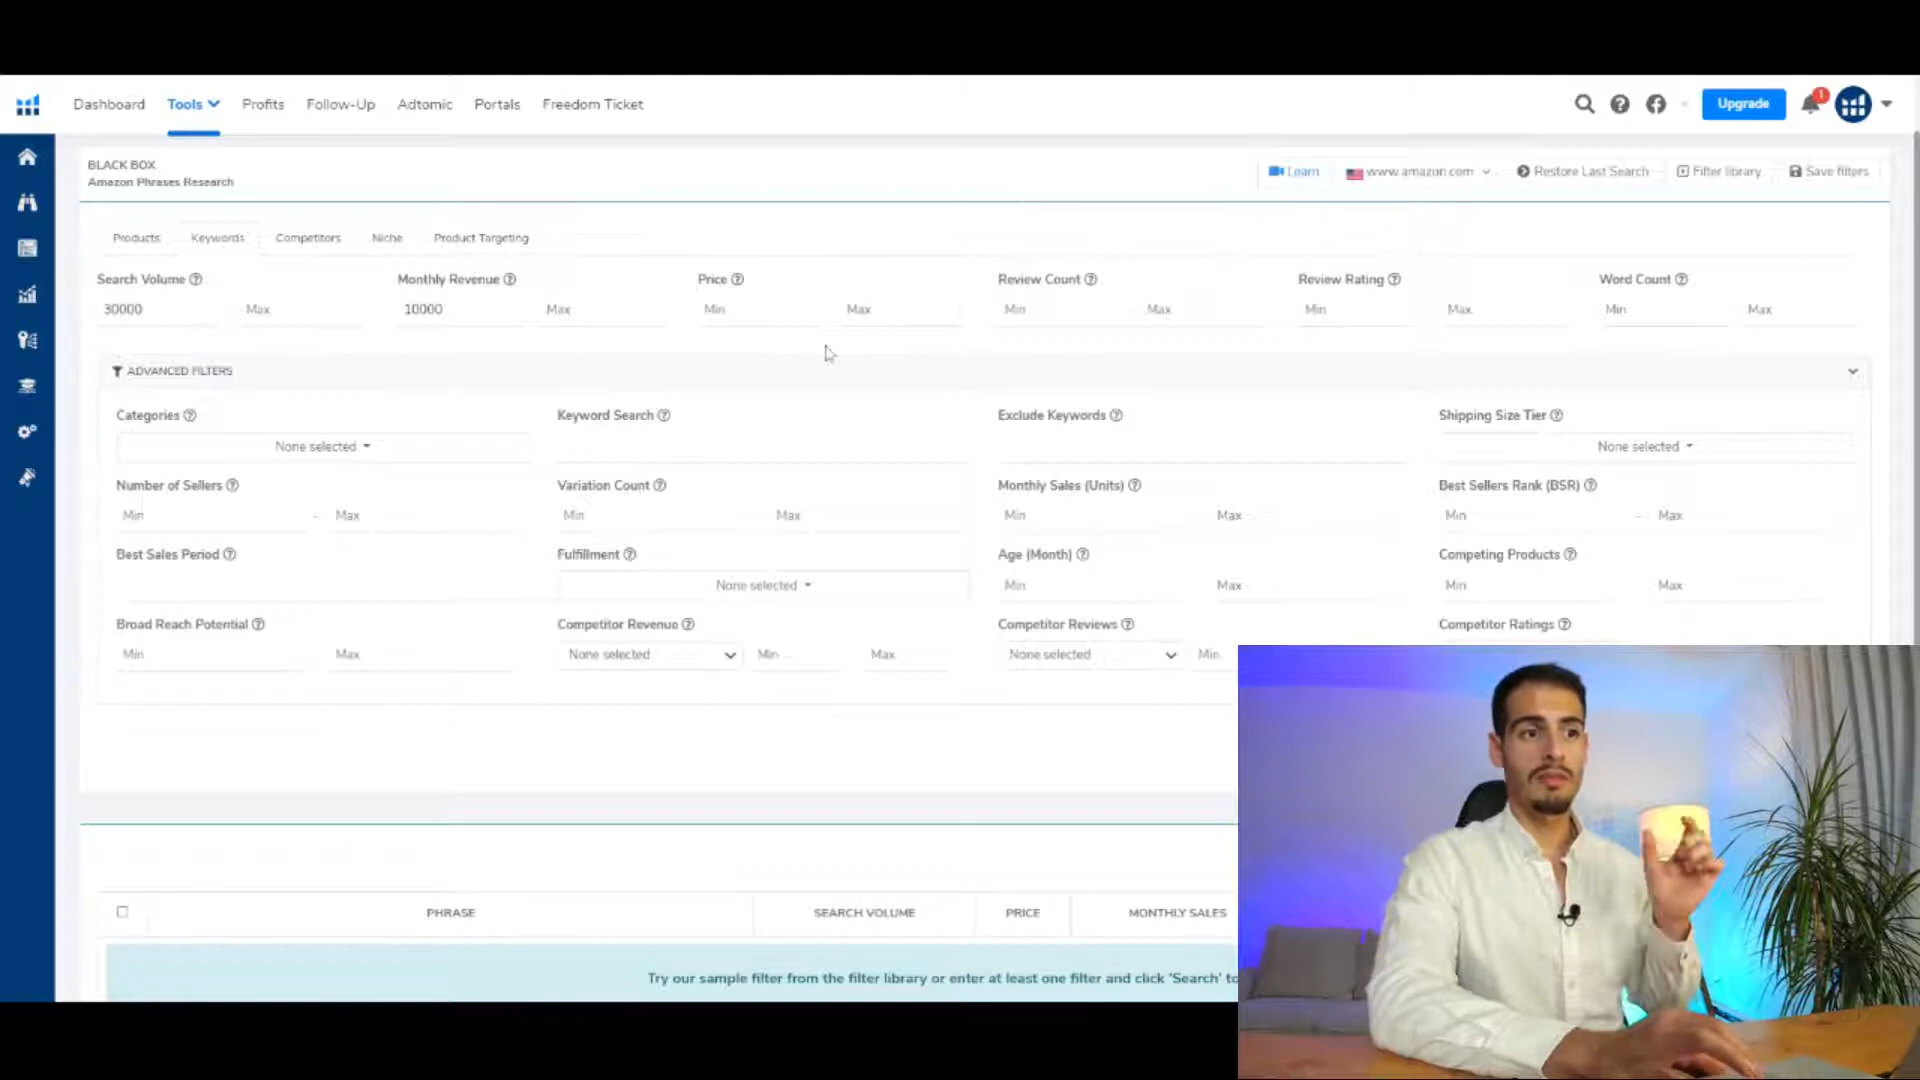 Dashboard Tools Profits Follow-Up Adtomic Portals Freedom Ticket Upgrade 1
BLACK BOX
Amazon Phrases Research
Learn www.amazon.com Restore Last Search Filter library Save filters
Products Keywords Competitors Niche Product Targeting
Search Volume Monthly Revenue Price Review Count Review Rating Word Count
30000 Max 10000 Max Min Max Min - Max Min Max Min Max
ADVANCED FILTERS
Categories Keyword Search Exclude Keywords Shipping Size Tier
None selected None selected
Number of Sellers Variation Count Monthly Sales (Units) Best Sellers Rank (BSR)
Min - Max Min Max Min Max Min - Max
Best Sales Period Fulfillment Age (Month) Competing Products
None selected Min Max Min Max
Broad Reach Potential Competitor Revenue Competitor Reviews Competitor Ratings
Min Max None selected Min Max None selected Min
PHRASE SEARCH VOLUME PRICE MONTHLY SALES
Try our sample filter from the filter library or enter at least one filter and click 'Search' to